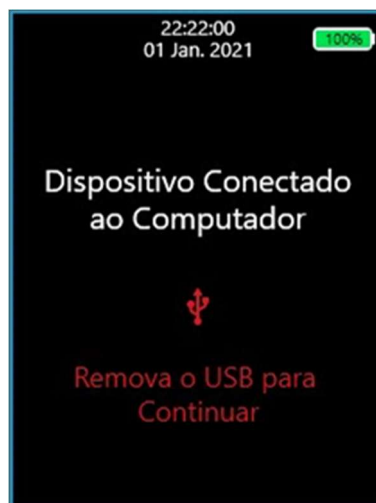 22:22:00
01 Jan. 2021
100%
Dispositivo Conectado
ao Computador
Remova o USB para
Continuar